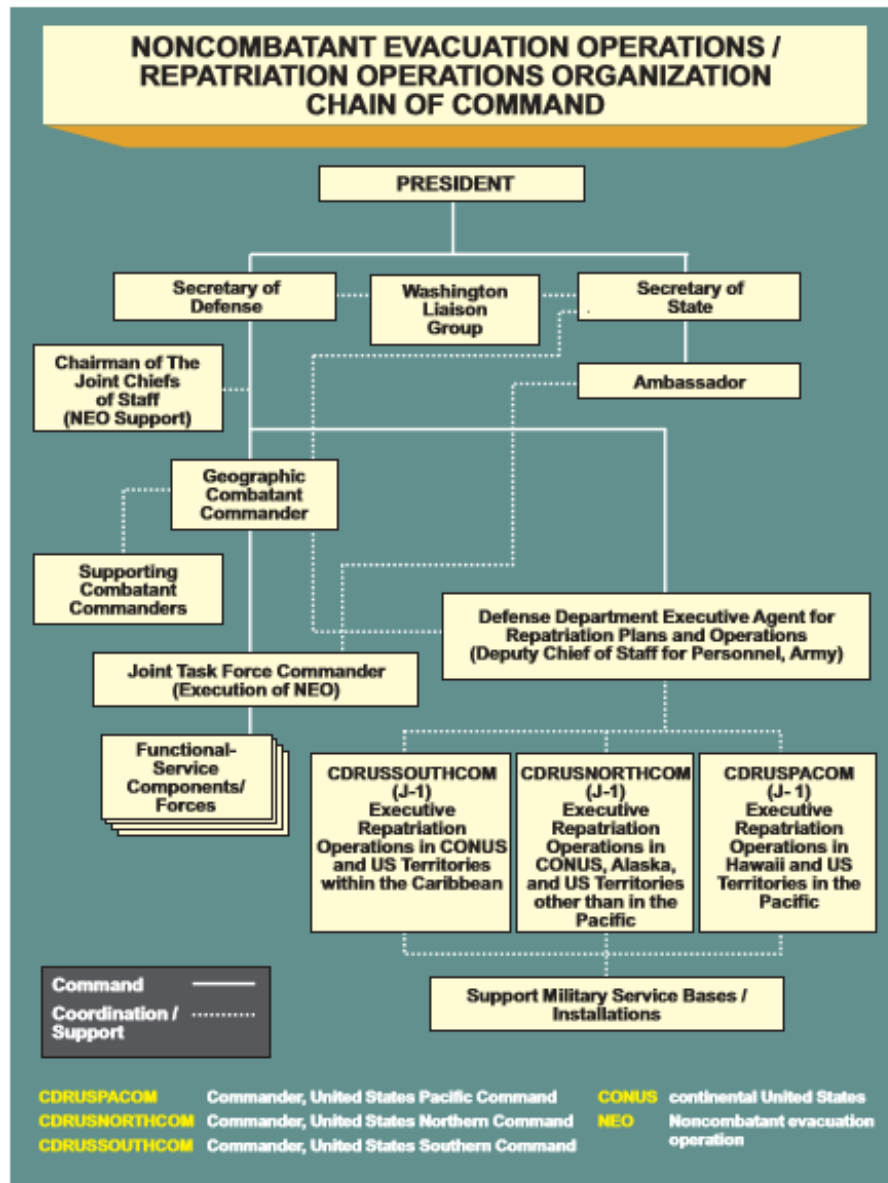 NONCOMBATANT EVACUATION OPERATIONS /
REPATRIATION OPERATIONS ORGANIZATION
CHAIN OF COMMAND
PRESIDENT
Secretary of
Defense
Washington
Liaison
Group
Secretary of
State
Chairman of The
Joint Chiefs
of Staff
(NEO Support)
Ambassador
Geographic
Combatant
Commander
Supporting
Combatant
Commanders
Defense Department Executive Agent for
Repatriation Plans and Operations
(Deputy Chief of Staff for Personnel, Army)
Joint Task Force Commander
(Execution of NEO)
Functional-
Service
Components/
Forces
CDRUSSOUTHCOM
(J-1)
Executive
Repatriation
Operations in CONUS
and US Territories
within the Caribbean
CDRUSNORTHCOM
(J-1)
Executive
Repatriation
Operations in
CONUS, Alaska,
and US Territories
other than in the
Pacific
CDRUSPACOM
(J- 1)
Executive
Repatriation
Operations in
Hawaii and US
Territories in the
Pacific
Support Military Service Bases /
Installations
Command
Coordination /
Support
CDRUSPACOM Commander, United States Pacific Command
CDRUSNORTHCOM Commander, United States Northern Command
CDRUSSOUTHCOM Commander, United States Southern Command
CONUS continental United States
NEO Noncombatant evacuation
operation